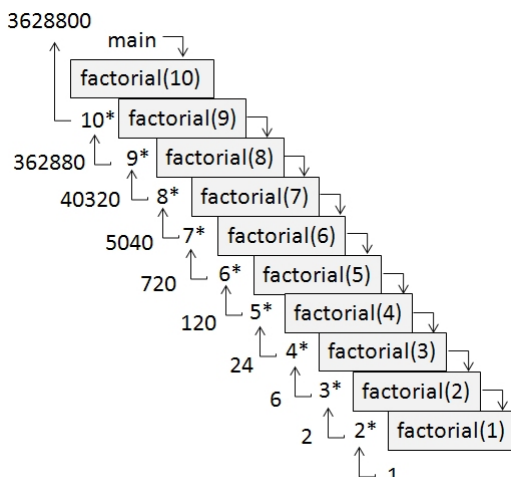 3628800
main
factorial(10)
10* factorial(9)
362880 9* factorial(8)
40320 8* factorial(7)
5040 7* factorial(6)
720 6* factorial(5)
120 5* factorial(4)
24 4* factorial(3)
6 3* factorial(2)
2 2* factorial(1)
1